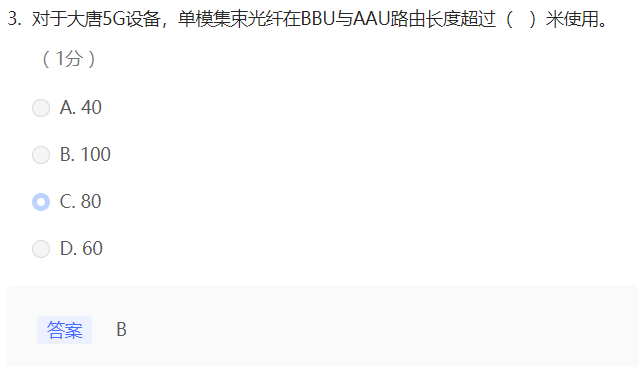 3. 对于大唐5G设备，单模集束光纤在BBU与AAU路由长度超过（ ）米使用。
（1分）
A. 40
B. 100
C. 80
D. 60
答案 B